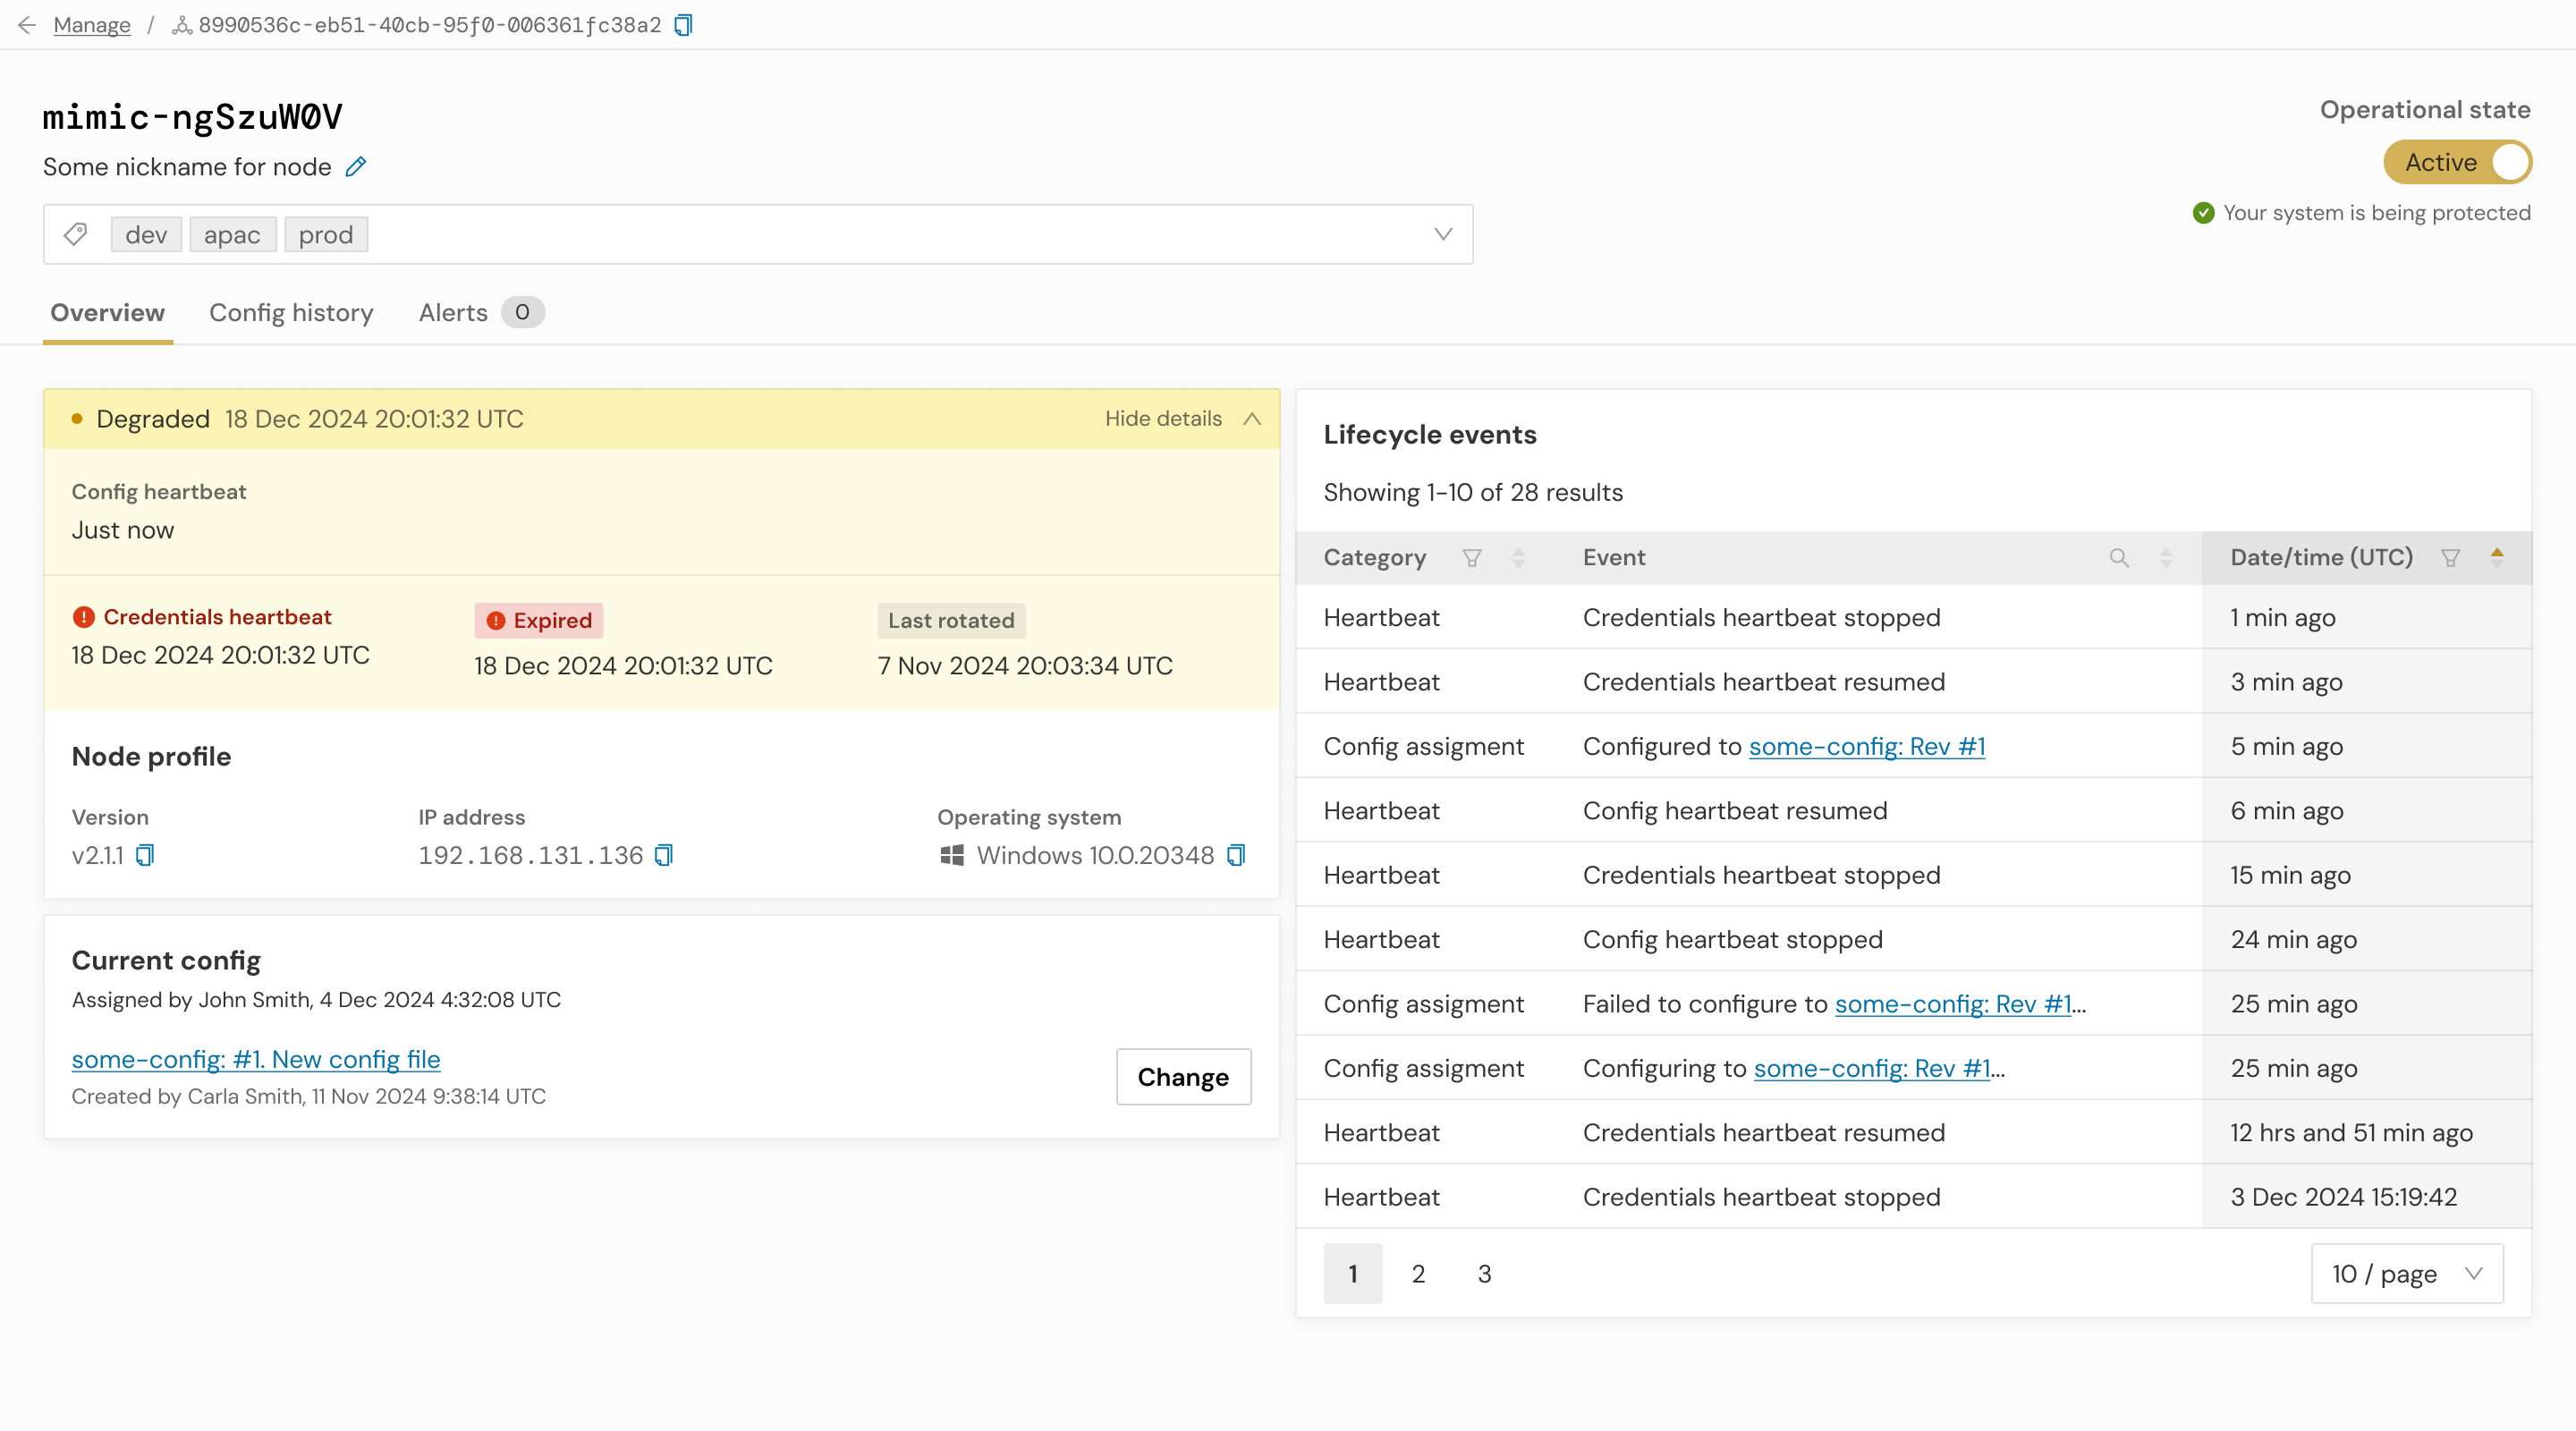 Manage / 8990536c-eb51-40cb-95f0-006361fc38a2
mimic-ngSzuW0V
Some nickname for node
dev apac prod
Operational state
Active
Your system is being protected
Overview Config history Alerts 0
Degraded 18 Dec 2024 20:01:32 UTC Hide details
Config heartbeat
Just now
Credentials heartbeat
18 Dec 2024 20:01:32 UTC
Expired
18 Dec 2024 20:01:32 UTC
Last rotated
7 Nov 2024 20:03:34 UTC
Node profile
Version
v2.1.1
IP address
192.168.131.136
Operating system
Windows 10.0.20348
Current config
Assigned by John Smith, 4 Dec 2024 4:32:08 UTC
some-config: #1. New config file
Created by Carla Smith, 11 Nov 2024 9:38:14 UTC
Change
Lifecycle events
Showing 1-10 of 28 results
Category Event Date/time (UTC)
Heartbeat Credentials heartbeat stopped 1 min ago
Heartbeat Credentials heartbeat resumed 3 min ago
Config assigment Configured to some-config: Rev #1 5 min ago
Heartbeat Config heartbeat resumed 6 min ago
Heartbeat Credentials heartbeat stopped 15 min ago
Heartbeat Config heartbeat stopped 24 min ago
Config assigment Failed to configure to some-config: Rev #1... 25 min ago
Config assigment Configuring to some-config: Rev #1... 25 min ago
Heartbeat Credentials heartbeat resumed 12 hrs and 51 min ago
Heartbeat Credentials heartbeat stopped 3 Dec 2024 15:19:42
1 2 3 10 / page